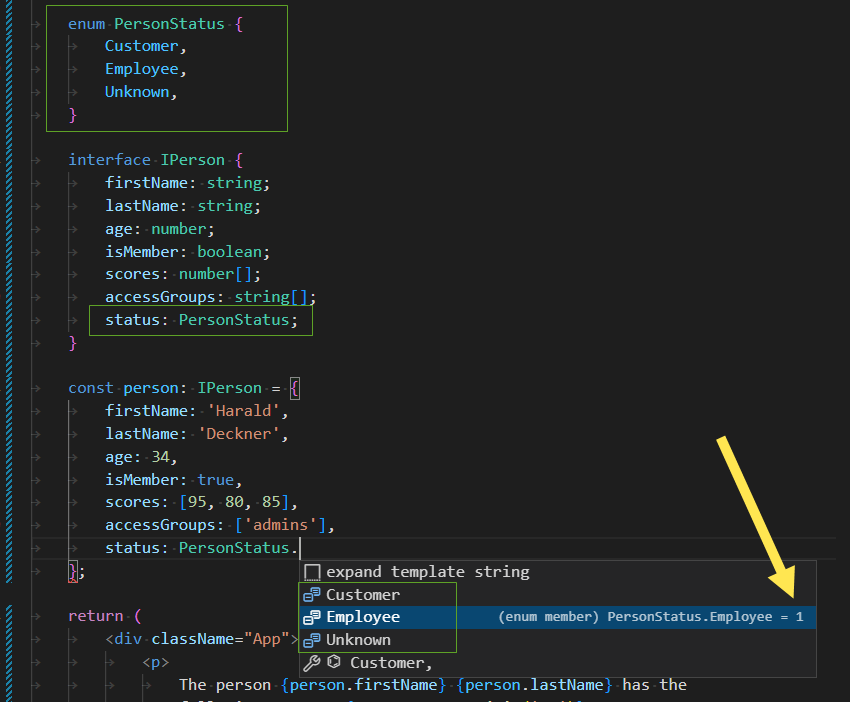 enum PersonStatus {
Customer,
Employee,
Unknown,
}
interface IPerson {
firstName: string;
lastName: string;
age: number;
isMember: boolean;
scores: number[];
accessGroups: string[];
status: PersonStatus;
}
const person: IPerson = {
firstName: 'Harald',
lastName: 'Deckner',
age: 34,
isMember: true,
scores: [95, 80, 85],
accessGroups: ['admins'],
status: PersonStatus.
};
expand template string
Customer
Employee (enum member) PersonStatus.Employee = 1
Unknown
Customer,
return (
<div className="App">
<p>
The person {person.firstName} {person.lastName} has the